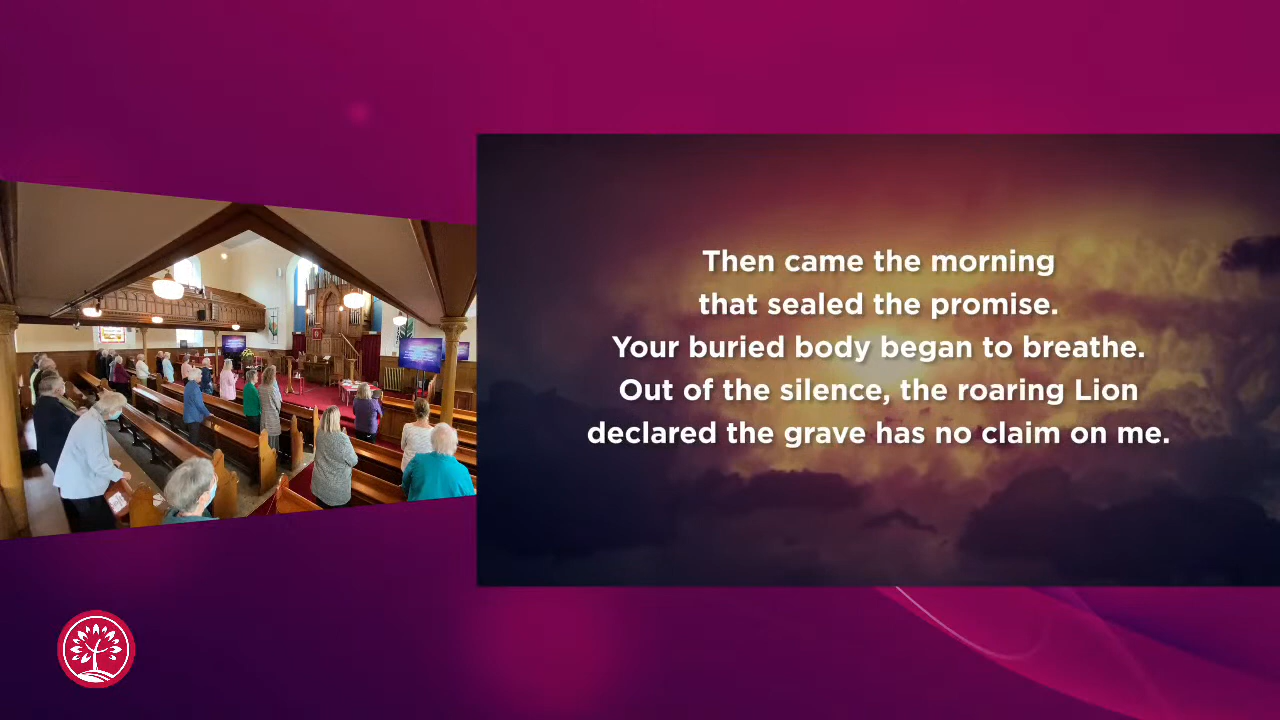 Then came the morning
that sealed the promise.
Your buried body began to breathe.
Out of the silence, the roaring Lion
declared the grave has no claim on me.